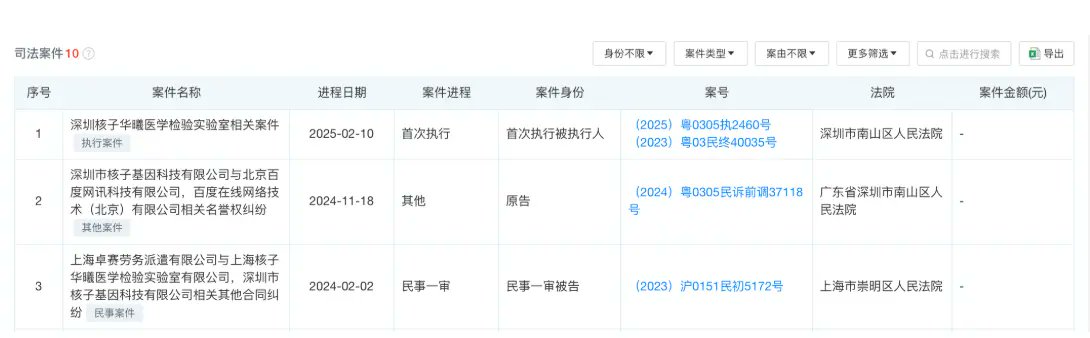 司法案件 10
身份不限 案件类型 案由不限 更多筛选 点击进行搜索 导出
序号 案件名称 进程日期 案件进程 案件身份 案号 法院 案件金额(元)
1 深圳核子华曦医学检验实验室相关案件 执行案件 2025-02-10 首次执行 首次执行被执行人 （2025）粤0305执2460号 深圳市南山区人民法院 -
（2023）粤03民终40035号
深圳市核子基因科技有限公司与北京百
度网讯科技有限公司，百度在线网络技
术（北京）有限公司相关名誉权纠纷
其他案件
2 2024-11-18 其他 原告 （2024）粤0305民诉前调37118
号
广东省深圳市南山区人
民法院
-
上海卓赛劳务派遣有限公司与上海核子
华曦医学检验实验室有限公司，深圳市
核子基因科技有限公司相关其他合同纠
纷 民事案件
3 2024-02-02 民事一审 民事一审被告 （2023）沪0151民初5172号 上海市崇明区人民法院 -